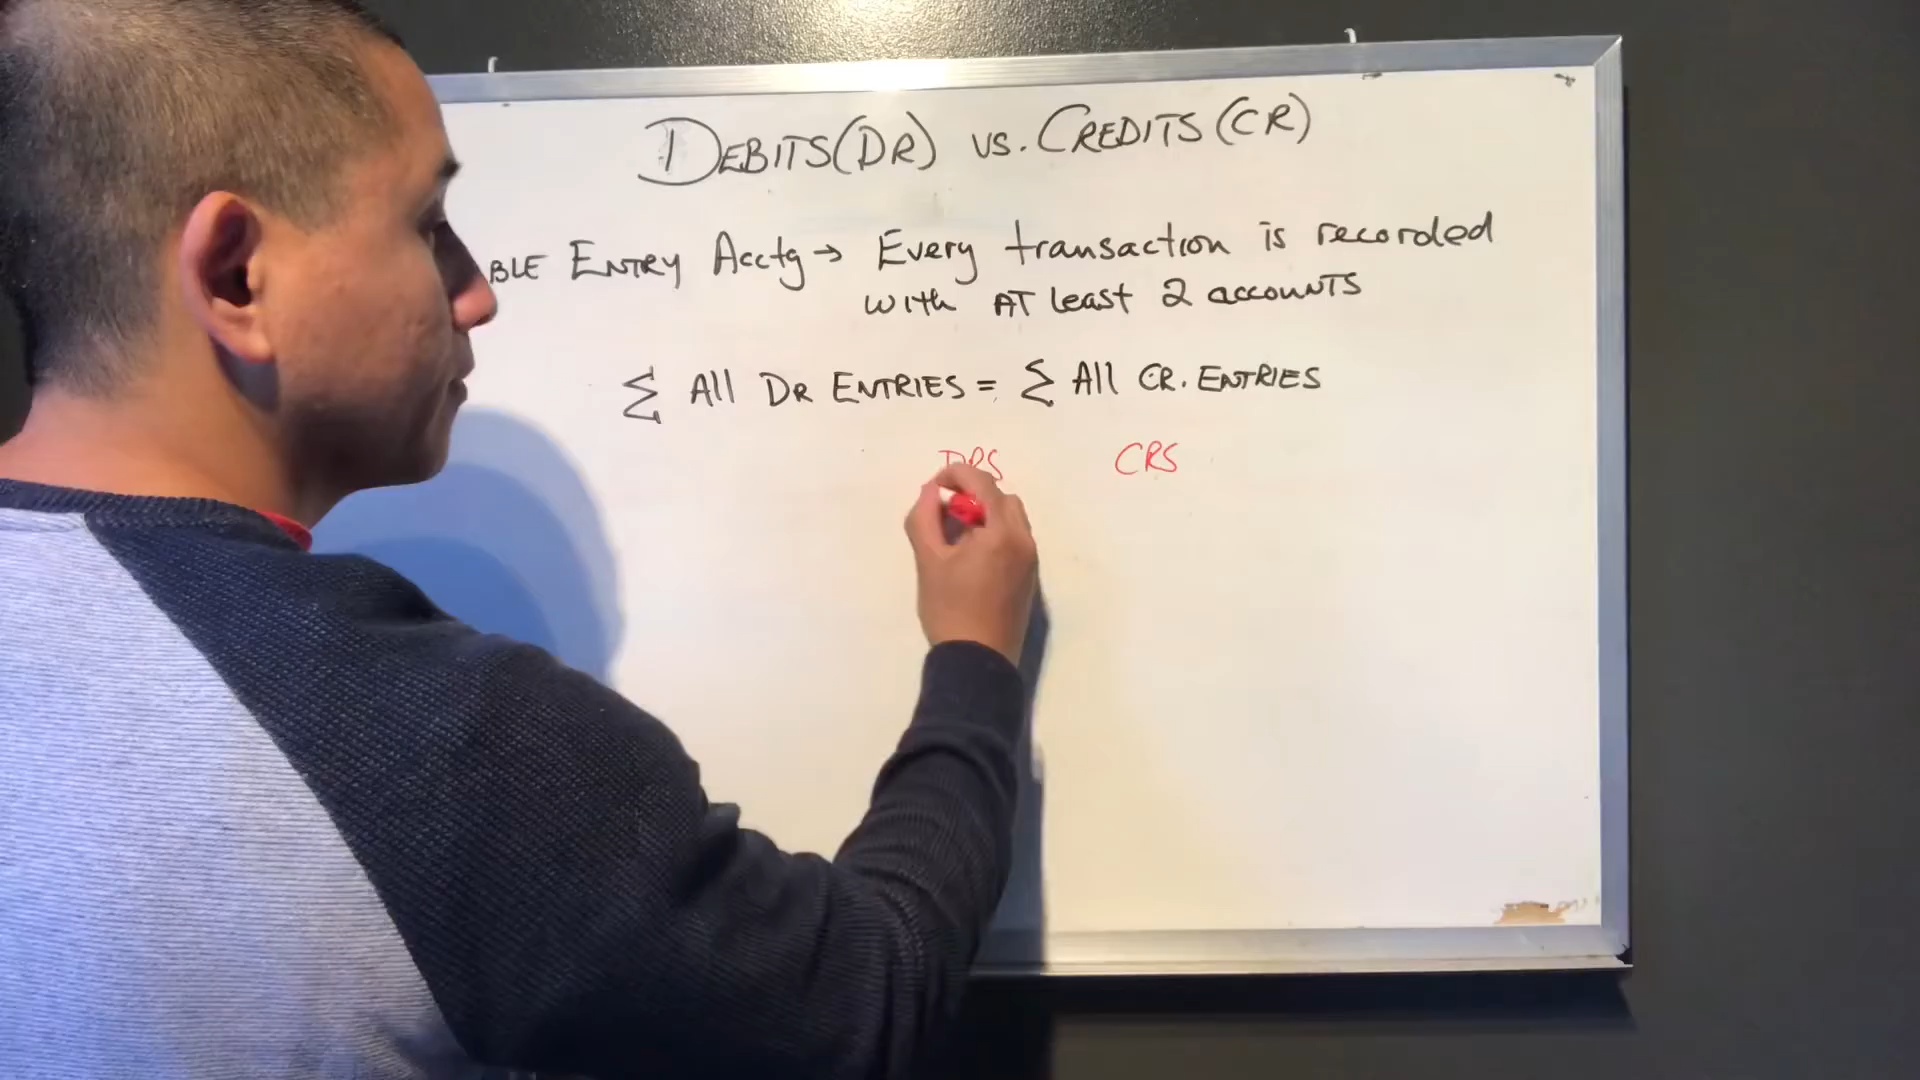 DEBITS (DR) vs. CREDITS (CR)
BLE ENTRY Acctg → Every transaction is recorded
with AT least 2 accounts
Σ All DR ENTRIES = Σ All CR. ENTRIES
DRS CRS